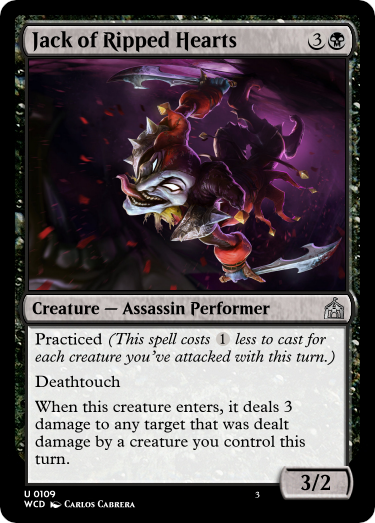 Jack of Ripped Hearts 3
Creature — Assassin Performer
Practiced (This spell costs 1 less to cast for
each creature you've attacked with this turn.)
Deathtouch
When this creature enters, it deals 3
damage to any target that was dealt
damage by a creature you control this
turn.
3/2
U 0109
3
WCD Carlos Cabrera